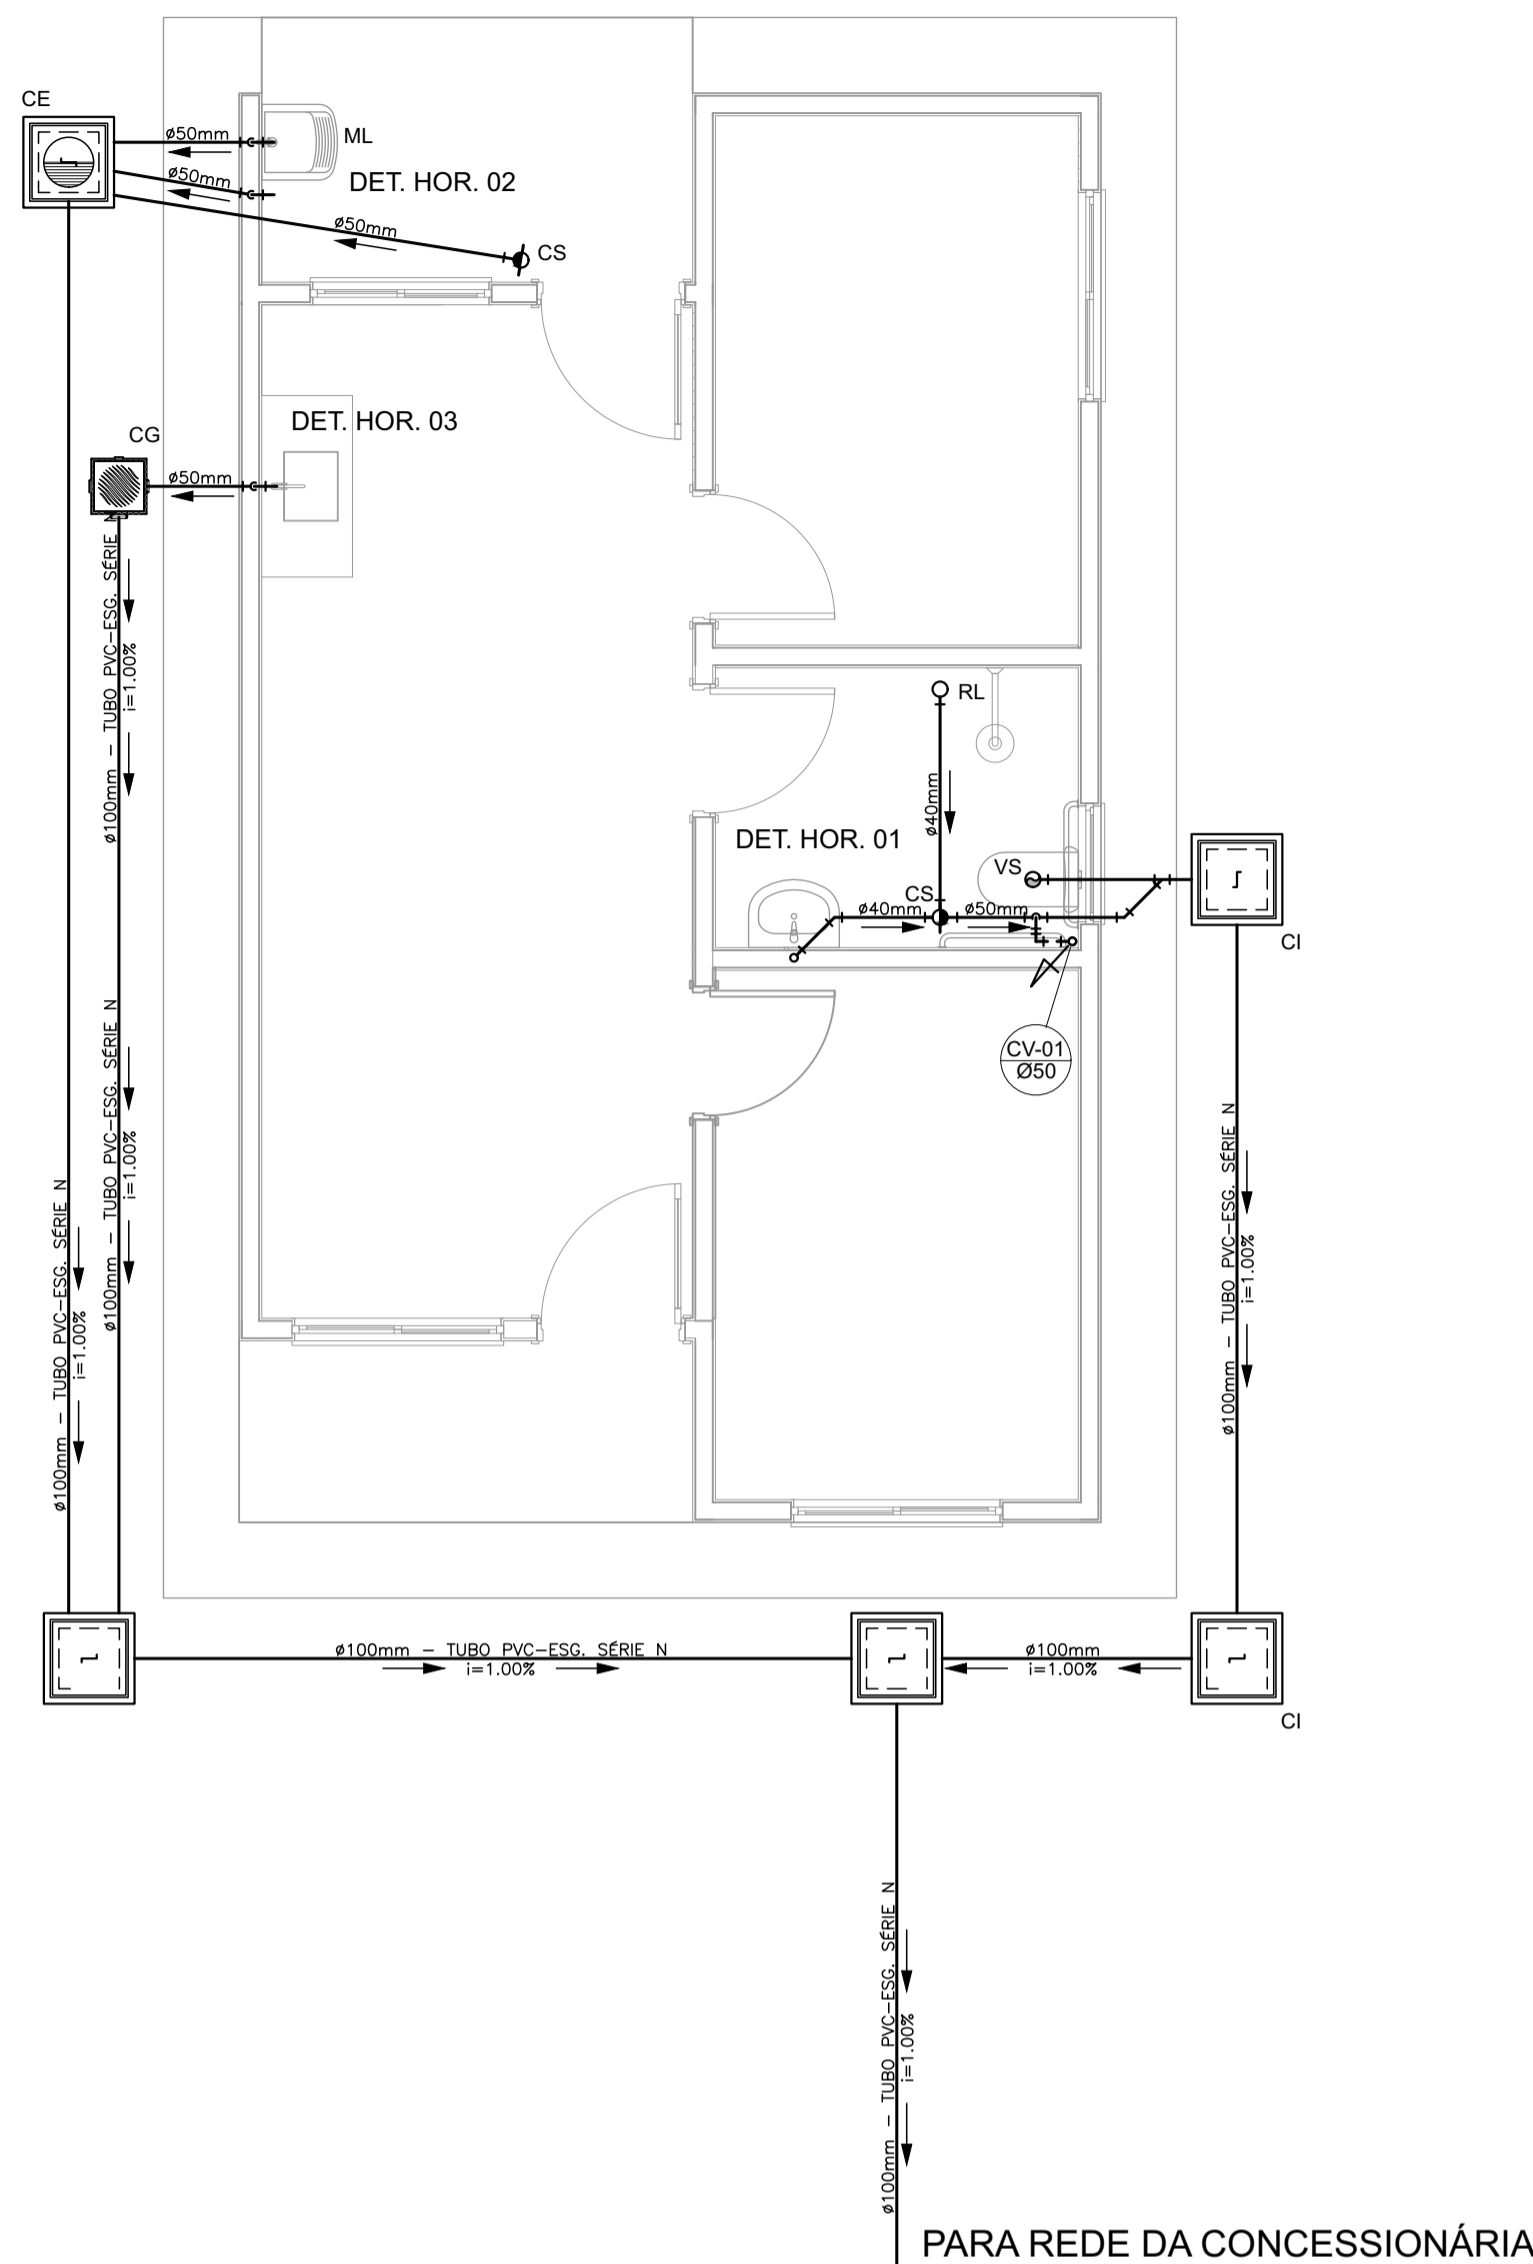 CE
ø50mm
ML
ø50mm
DET. HOR. 02
ø50mm
CS
DET. HOR. 03
CG
ø50mm
ø100mm – TUBO PVC–ESG. SÉRIE N
i=1.00%
RL
ø40mm
DET. HOR. 01
VS
CS
ø40mm
ø50mm
CI
CV-01
Ø50
ø100mm – TUBO PVC–ESG. SÉRIE N
i=1.00%
ø100mm – TUBO PVC–ESG. SÉRIE N
i=1.00%
ø100mm – TUBO PVC–ESG. SÉRIE N
i=1.00%
ø100mm – TUBO PVC–ESG. SÉRIE N
i=1.00%
ø100mm
i=1.00%
CI
ø100mm – TUBO PVC–ESG. SÉRIE N
i=1.00%
PARA REDE DA CONCESSIONÁRIA